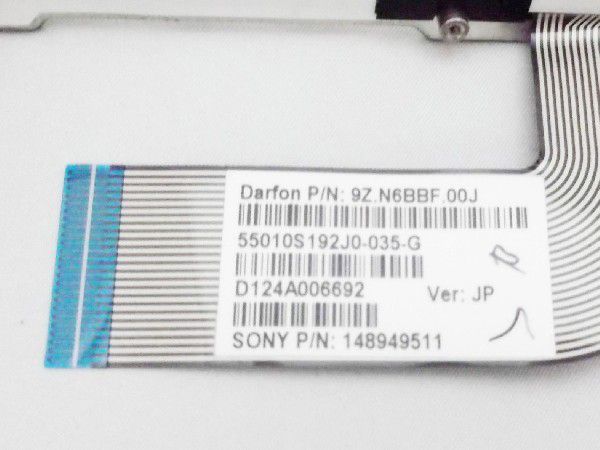 Darfon P/N: 9Z.N6BBF.00J
55010S192J0-035-G
D124A006692 Ver: JP
SONY P/N: 148949511